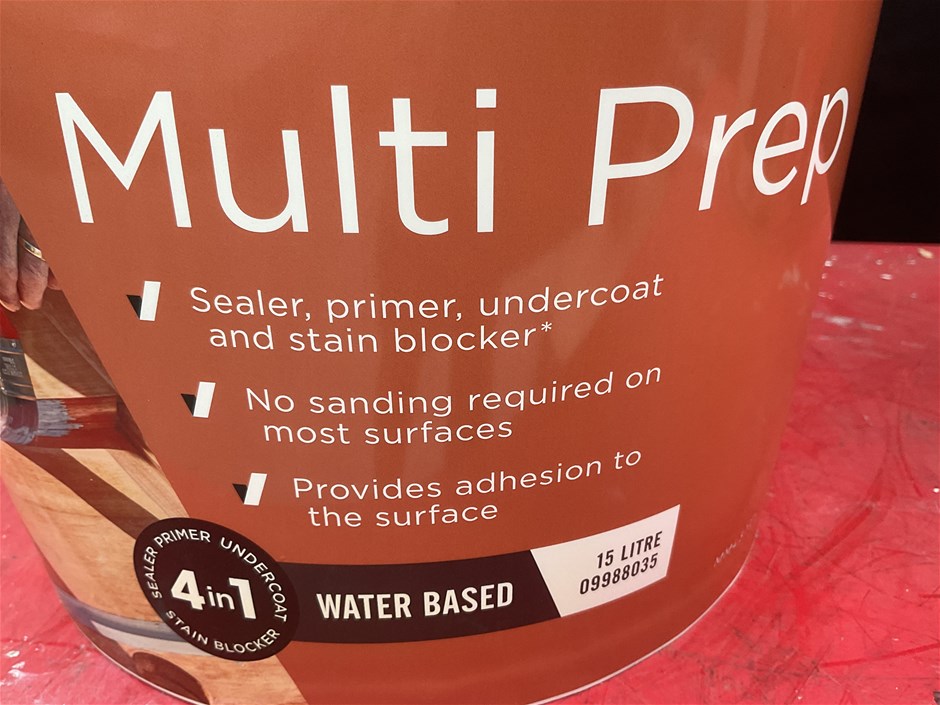 Multi Prep
Sealer, primer, undercoat
and stain blocker*
No sanding required on
most surfaces
Provides adhesion to
the surface
SEALER PRIMER UNDERCOAT
4in1
STAIN BLOCKER
WATER BASED
15 LITRE
09988035